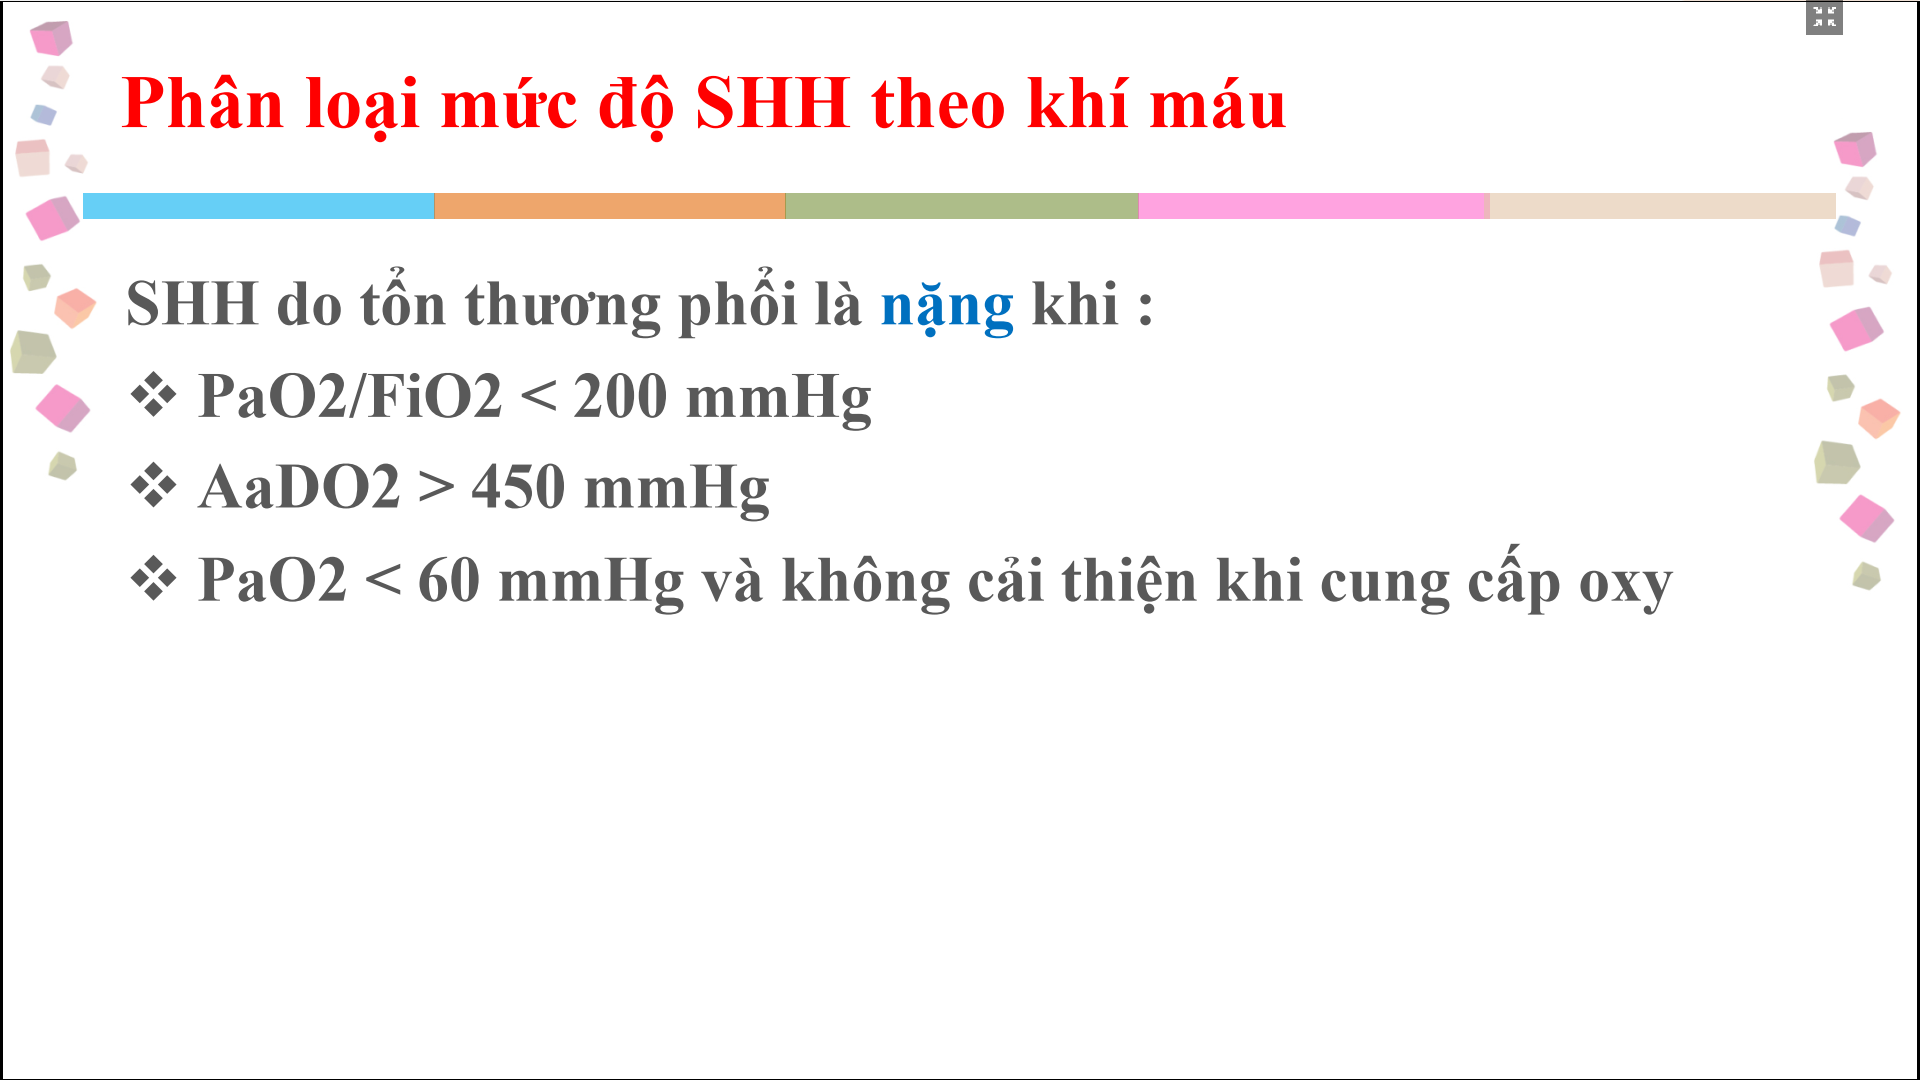 Phân loại mức độ SHH theo khí máu
SHH do tổn thương phổi là nặng khi :
❖ PaO2/FiO2 < 200 mmHg
❖ AaDO2 > 450 mmHg
❖ PaO2 < 60 mmHg và không cải thiện khi cung cấp oxy